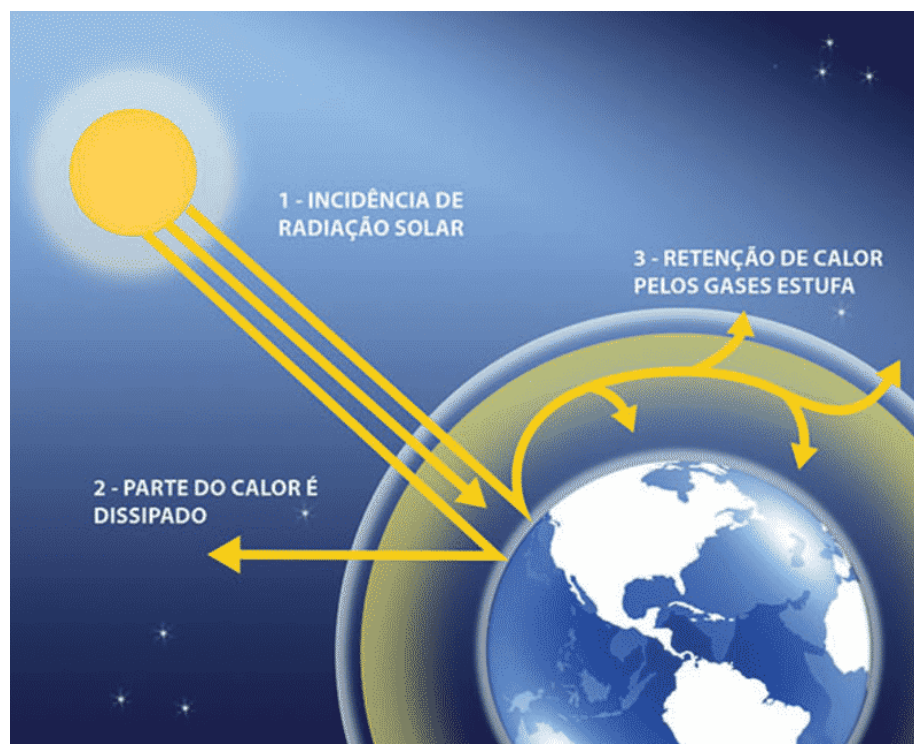 1 - INCIDÊNCIA DE
RADIAÇÃO SOLAR
3 - RETENÇÃO DE CALOR
PELOS GASES ESTUFA
2 - PARTE DO CALOR É
DISSIPADO